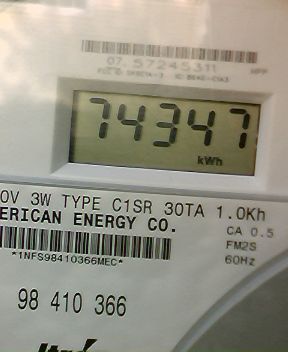 07. 57245311
74347
kWh
0V 3W TYPE C1SR 30TA 1.0Kh
ERICAN ENERGY CO.
CA 0.5
FM2S
*1NFS98410366MEC*
60Hz
98 410 366